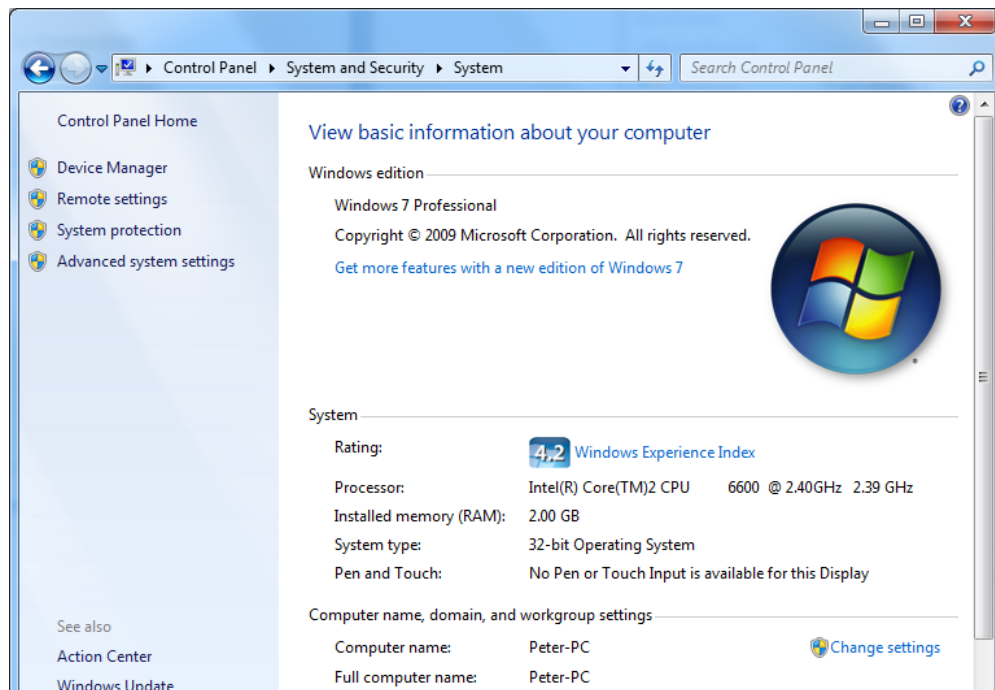 Control Panel ▸ System and Security ▸ System
Search Control Panel
Control Panel Home
Device Manager
Remote settings
System protection
Advanced system settings
See also
Action Center
Windows Update
View basic information about your computer
Windows edition
Windows 7 Professional
Copyright © 2009 Microsoft Corporation. All rights reserved.
Get more features with a new edition of Windows 7
System
Rating: 4,2 Windows Experience Index
Processor: Intel(R) Core(TM)2 CPU 6600 @ 2.40GHz 2.39 GHz
Installed memory (RAM): 2.00 GB
System type: 32-bit Operating System
Pen and Touch: No Pen or Touch Input is available for this Display
Computer name, domain, and workgroup settings
Computer name: Peter-PC Change settings
Full computer name: Peter-PC